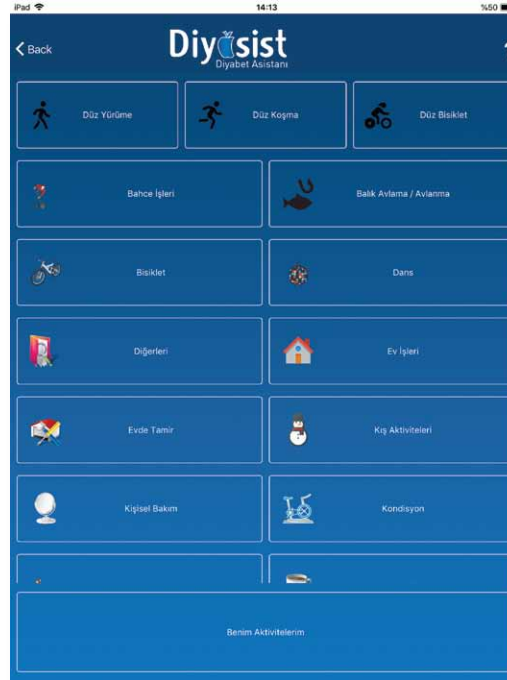 iPad 14:13 %50
Back Diyasist
Diyabet Asistanı
Düz Yürüme Düz Koşma Düz Bisiklet
Bahce İşleri Balık Avlama / Avlanma
Bisiklet Dans
Diğerleri Ev İşleri
Evde Tamir Kış Aktiviteleri
Kişisel Bakım Kondisyon
Benim Aktivitelerim